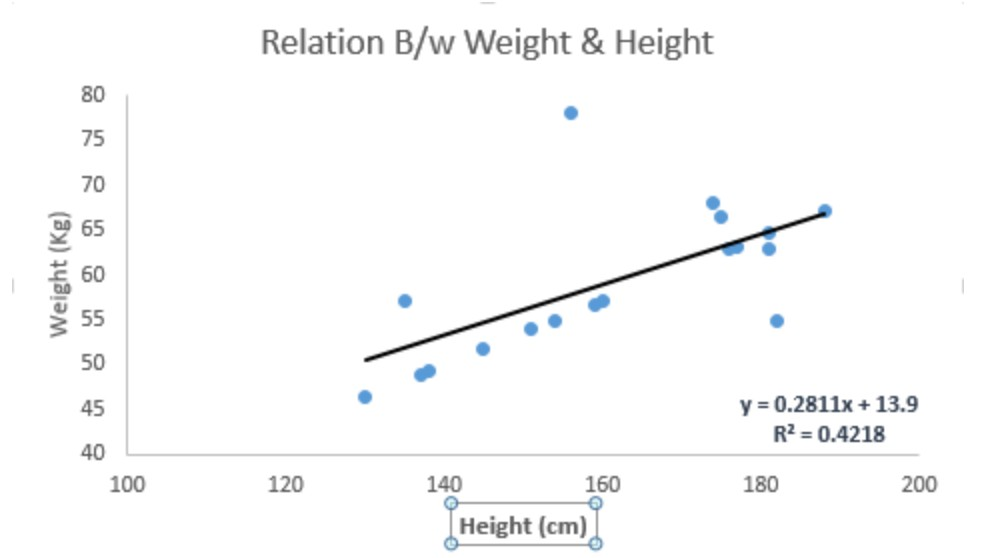 Relation B/w Weight & Height
80
75
70
65
60
55
50
45
40
Weight (Kg)
y = 0.2811x + 13.9
R² = 0.4218
100 120 140 160 180 200
Height (cm)